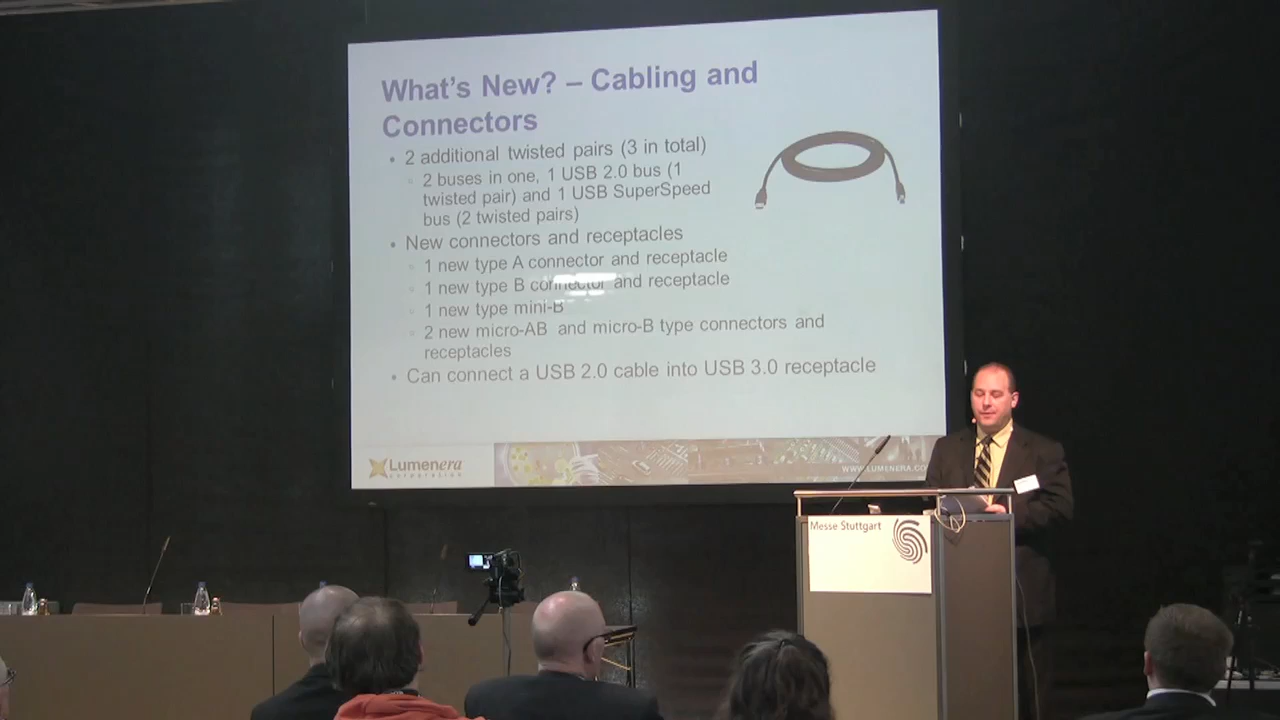 What's New? – Cabling and
Connectors
• 2 additional twisted pairs (3 in total)
▫ 2 buses in one, 1 USB 2.0 bus (1
twisted pair) and 1 USB SuperSpeed
bus (2 twisted pairs)
• New connectors and receptacles
▫ 1 new type A connector and receptacle
▫ 1 new type B connector and receptacle
▫ 1 new type mini-B
▫ 2 new micro-AB and micro-B type connectors and
receptacles
• Can connect a USB 2.0 cable into USB 3.0 receptacle
Lumenera
corporation
WWW.LUMENERA.CO
Messe Stuttgart